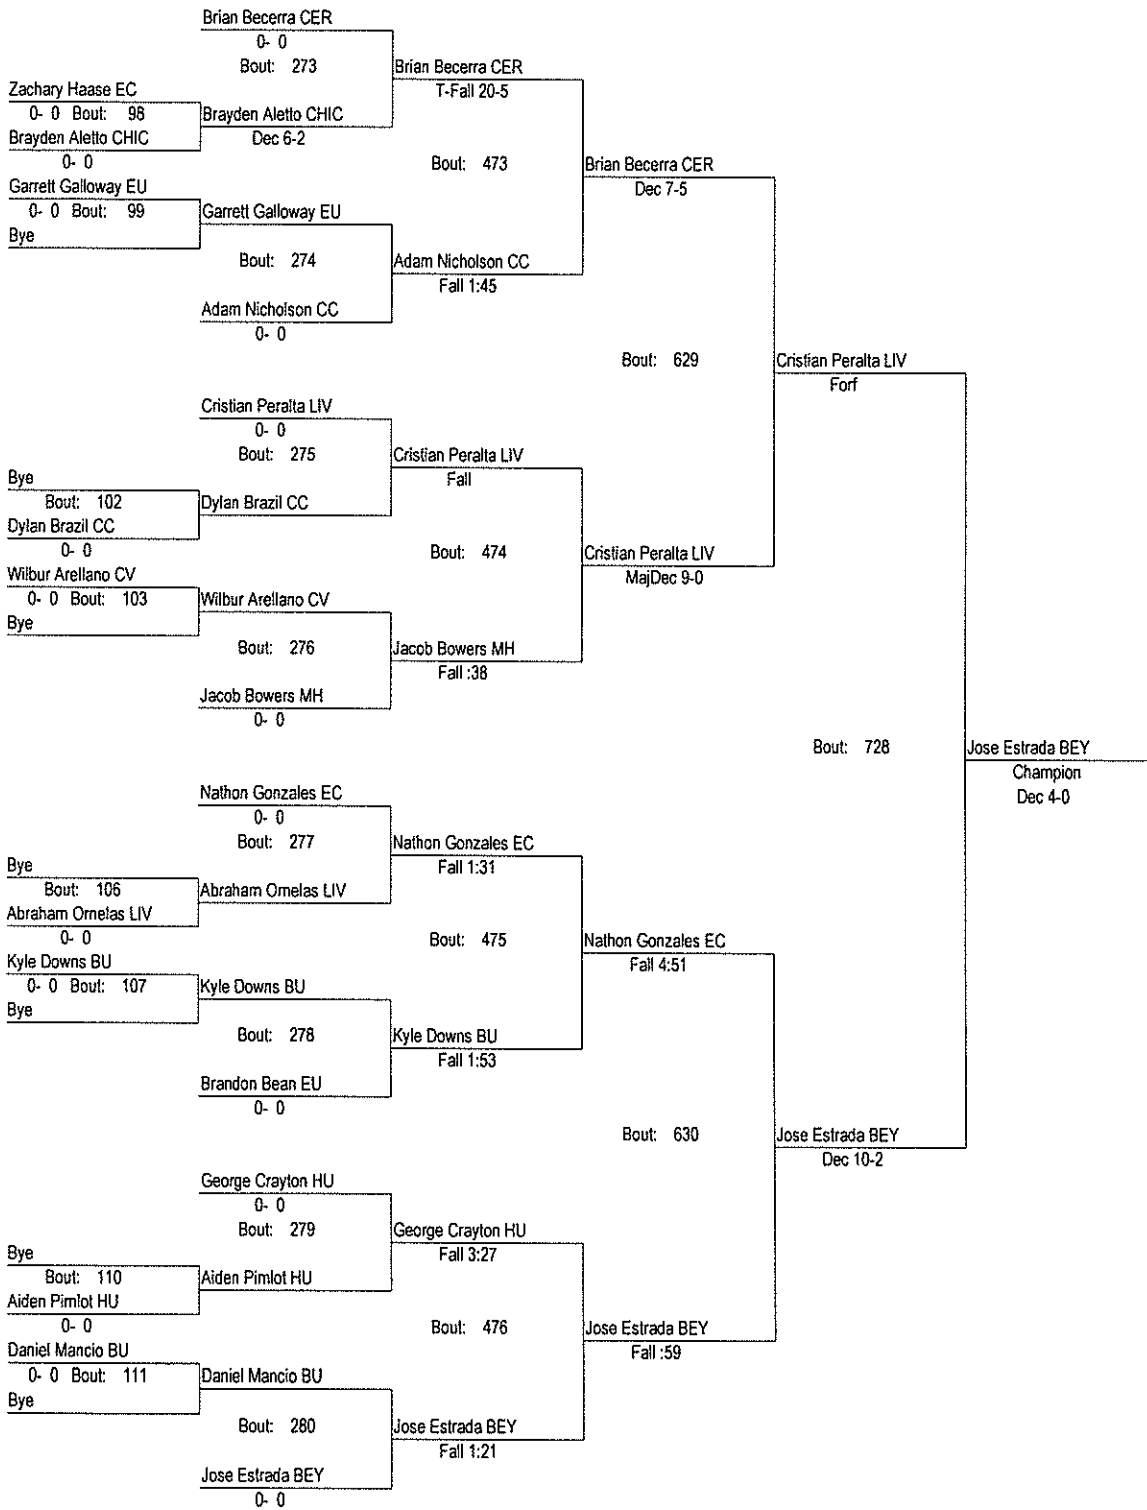 Brian Becerra CER
0- 0
Bout: 273
Brian Becerra CER
T-Fall 20-5
Zachary Haase EC
0- 0 Bout: 98
Brayden Aletto CHIC
Dec 6-2
Brayden Aletto CHIC
0- 0
Bout: 473
Brian Becerra CER
Dec 7-5
Garrett Galloway EU
0- 0 Bout: 99
Garrett Galloway EU
Bye
Bout: 274
Adam Nicholson CC
Fall 1:45
Adam Nicholson CC
0- 0
Bout: 629
Cristian Peralta LIV
Forf
Cristian Peralta LIV
0- 0
Bout: 275
Cristian Peralta LIV
Fall
Bye
Bout: 102
Dylan Brazil CC
Dylan Brazil CC
0- 0
Bout: 474
Cristian Peralta LIV
MajDec 9-0
Wilbur Arellano CV
0- 0 Bout: 103
Wilbur Arellano CV
Bye
Bout: 276
Jacob Bowers MH
Fall :38
Jacob Bowers MH
0- 0
Bout: 728
Jose Estrada BEY
Champion
Dec 4-0
Nathon Gonzales EC
0- 0
Bout: 277
Nathon Gonzales EC
Fall 1:31
Bye
Bout: 106
Abraham Ornelas LIV
Abraham Ornelas LIV
0- 0
Bout: 475
Nathon Gonzales EC
Fall 4:51
Kyle Downs BU
0- 0 Bout: 107
Kyle Downs BU
Bye
Bout: 278
Kyle Downs BU
Fall 1:53
Brandon Bean EU
0- 0
Bout: 630
Jose Estrada BEY
Dec 10-2
George Crayton HU
0- 0
Bout: 279
George Crayton HU
Fall 3:27
Bye
Bout: 110
Aiden Pimlot HU
Aiden Pimlot HU
0- 0
Bout: 476
Jose Estrada BEY
Fall :59
Daniel Mancio BU
0- 0 Bout: 111
Daniel Mancio BU
Bye
Bout: 280
Jose Estrada BEY
Fall 1:21
Jose Estrada BEY
0- 0